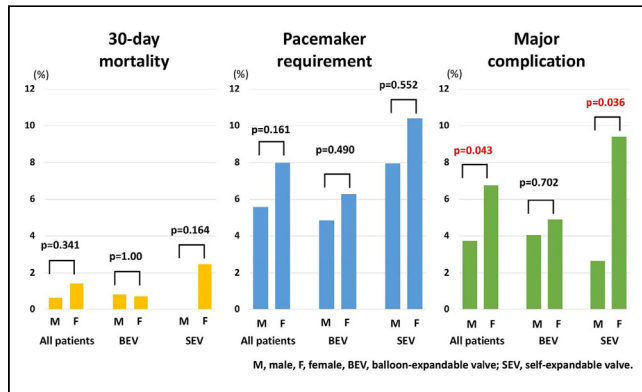 30-day
mortality
(%)
12
10
8
6
4
2
0
p=0.341
p=1.00
p=0.164
M F
M F
M F
All patients
BEV
SEV
Pacemaker
requirement
(%)
12
10
8
6
4
2
0
p=0.161
p=0.490
p=0.552
M F
M F
M F
All patients
BEV
SEV
Major
complication
(%)
12
10
8
6
4
2
0
p=0.043
p=0.702
p=0.036
M F
M F
M F
All patients
BEV
SEV
M, male, F, female, BEV, balloon-expandable valve; SEV, self-expandable valve.